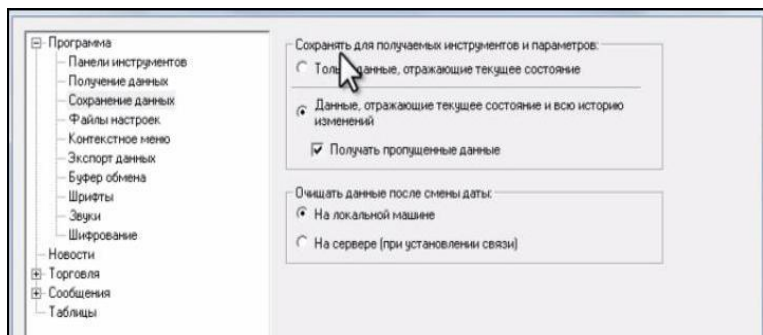 Программа
Панели инструментов
Получение данных
Сохранение данных
Файлы настроек
Контекстное меню
Экспорт данных
Буфер обмена
Шрифты
Звуки
Шифрование
Новости
Торговля
Сообщения
Таблицы
Сохранять для получаемых инструментов и параметров:
Только данные, отражающие текущее состояние
Данные, отражающие текущее состояние и всю историю
изменений
Получать пропущенные данные
Очищать данные после смены даты:
На локальной машине
На сервере (при установлении связи)